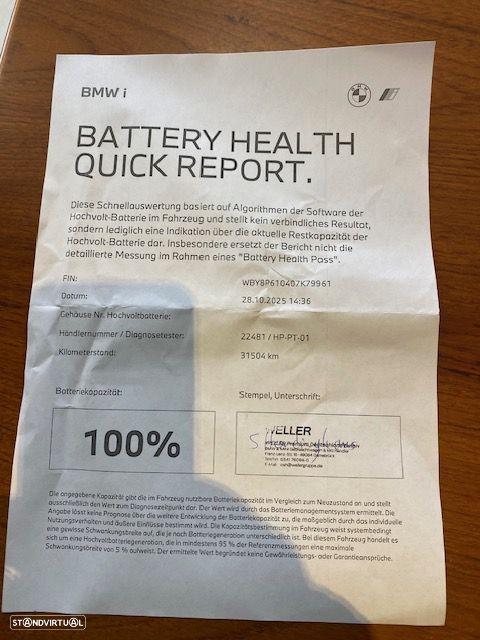 BMW i
BATTERY HEALTH
QUICK REPORT.
Diese Schnellauswertung basiert auf Algorithmen der Software der
Hochvolt-Batterie im Fahrzeug und stellt kein verbindliches Resultat,
sondern lediglich eine Indikation über die aktuelle Restkapazität der
Hochvolt-Batterie dar. Insbesondere ersetzt der Bericht nicht die
detaillierte Messung im Rahmen eines "Battery Health Pass".
FIN: WBY8P610407K79961
Datum: 28.10.2025 14:36
Gehäuse Nr. Hochvoltbatterie:
Händlernummer / Diagnosetester: 22481 / HP-PT-01
Kilometerstand: 31504 km
Batteriekapazität:
Stempel, Unterschrift:
100%
WELLER
Die angegebene Kapazität gibt die im Fahrzeug nutzbare Batteriekapazität im Vergleich zum Neuzustand an und stellt
ausschließlich den Wert zum Diagnosezeitpunkt dar. Der Wert wird durch das Batteriemanagementsystem ermittelt. Die
Angabe lässt keine Prognose über die weitere Entwicklung der Batteriekapazität zu, die maßgeblich durch das individuelle
Nutzungsverhalten und äußere Einflüsse bestimmt wird. Die Kapazitätsbestimmung im Fahrzeug weist systembedingt
eine gewisse Schwankungsbreite auf, die je nach Batteriegeneration unterschiedlich ist. Bei diesem Fahrzeug handelt es
sich um eine Hochvoltbatteriegeneration, die in mindestens 95 % der Referenzmessungen eine maximale
Schwankungsbreite von 5 % aufweist. Der ermittelte Wert begründet keine Gewährleistungs- oder Garantieansprüche.
STANDVIRTUAL